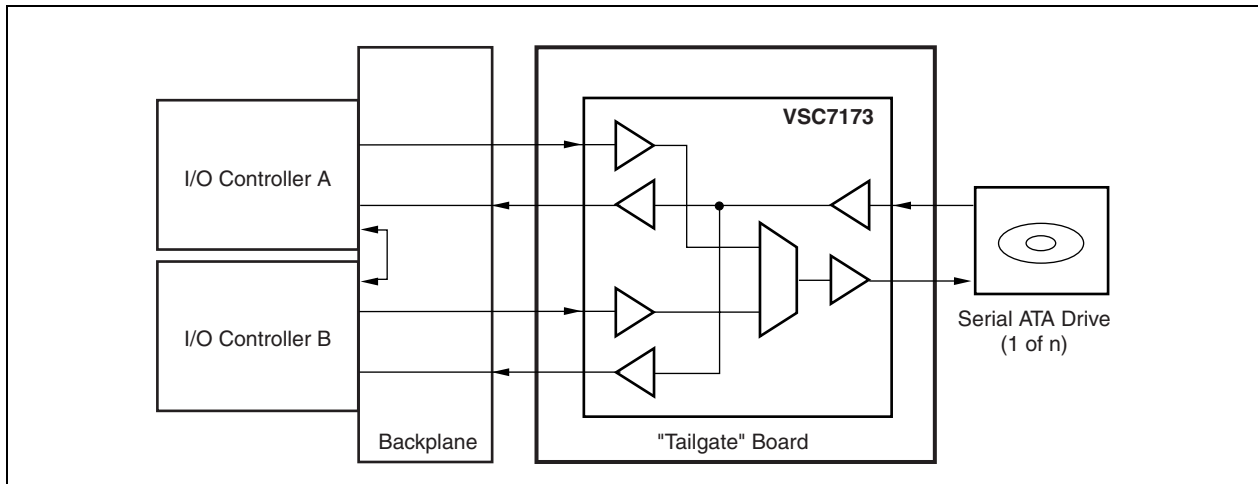 VSC7173
I/O Controller A
I/O Controller B
Serial ATA Drive
(1 of n)
Backplane
"Tailgate" Board